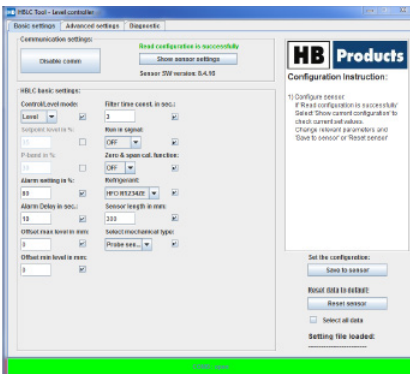 HBLC Tool - Level controller
Basic settings
Advanced settings
Diagnostic
Communication settings:
Disable comm
Read configuration is successfully
Show sensor settings
Sensor SW version: 0.4.10
HBLC basic settings:
Control/Level mode:
Level
Setpoint level in %:
P-band in %:
Alarm setting in %:
Alarm Delay in sec.:
10
Offset max level in mm:
0
Offset min level in mm:
0
Filter time const. in sec.:
3
Run in signal:
OFF
Zero & span cal. function:
OFF
Refrigerant:
HFO R1234ZE
Sensor length in mm:
300
Select mechanical type:
Probe sen...
HB Products
Configuration Instruction:
1) Configure sensor:
If 'Read configuration is successfully'
Select 'Show current configuration' to
check current set values.
Change relevant parameters and
'Save to sensor' or 'Reset sensor'
Set the configuration:
Save to sensor
Reset data to default:
Reset sensor
Select all data
Setting file loaded: